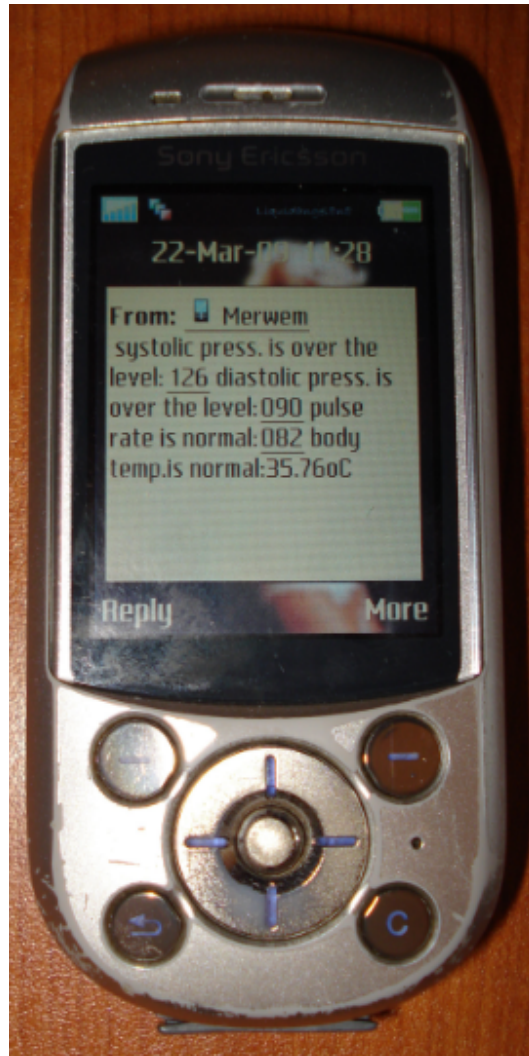 Sony Ericsson
22-Mar-
From: Merwem
systolic press. is over the
level: 126 diastolic press. is
over the level:090 pulse
rate is normal:082 body
temp.is normal:35.76oC
Reply More
C